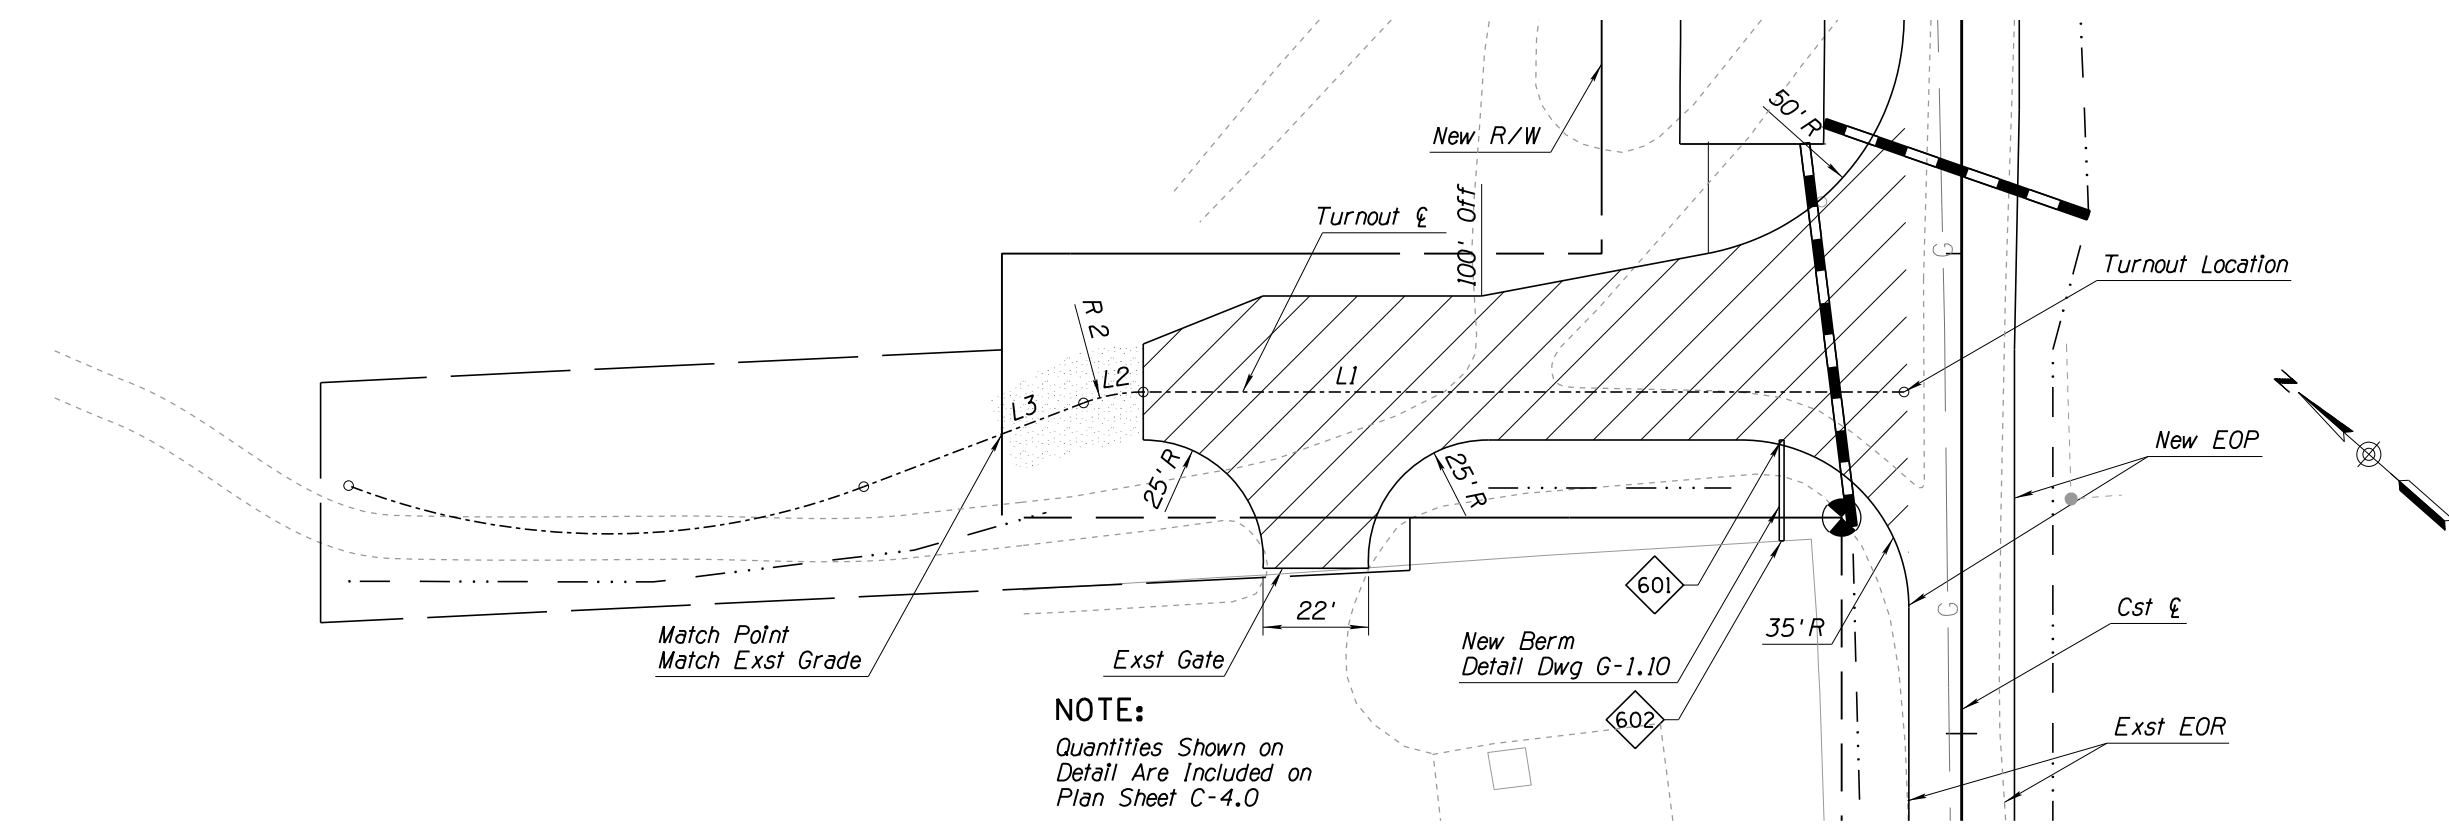 50' R
New R/W
100' Off
Turnout ℄
G
Turnout Location
R 2
L2
L1
L3
N
New EOP
25' R
25' R
601
G
22'
Cst ℄
35' R
Match Point
Match Exst Grade
Exst Gate
New Berm
Detail Dwg G-1.10
602
Exst EOR
NOTE:
Quantities Shown on
Detail Are Included on
Plan Sheet C-4.0